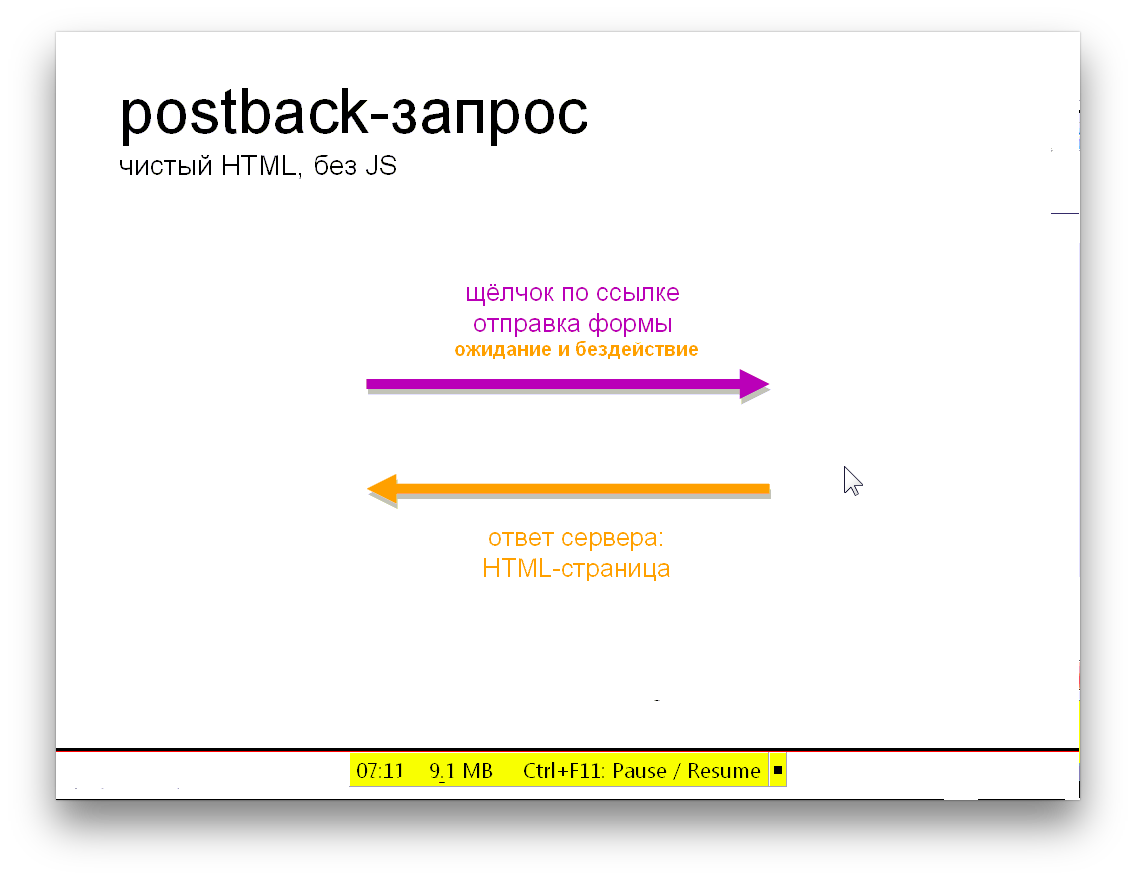 postback-запрос
чистый HTML, без JS
щёлчок по ссылке
отправка формы
ожидание и бездействие
ответ сервера:
HTML-страница
07:11 9.1 MB Ctrl+F11: Pause / Resume